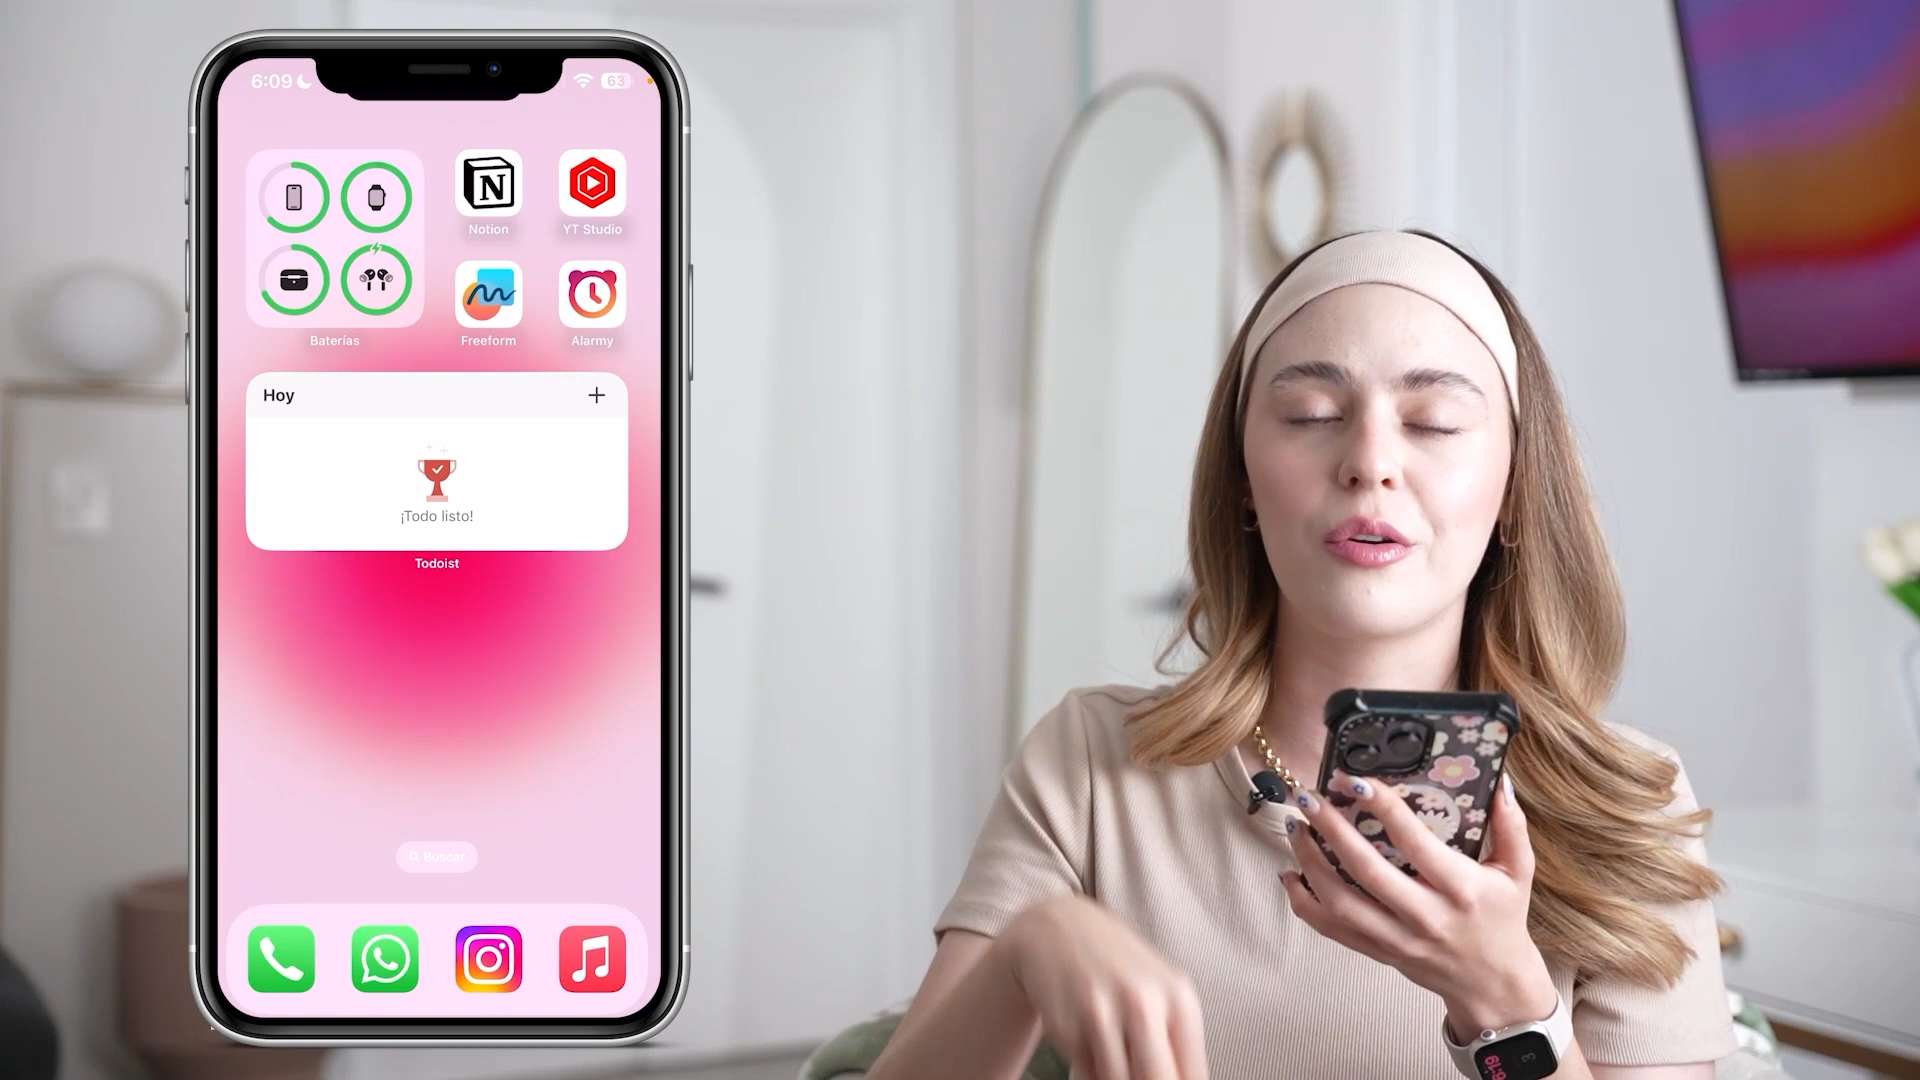 6:09
63
N
Notion
YT Studio
Baterías
Freeform
Alarmy
Hoy
¡Todo listo!
Todoist
Buscar